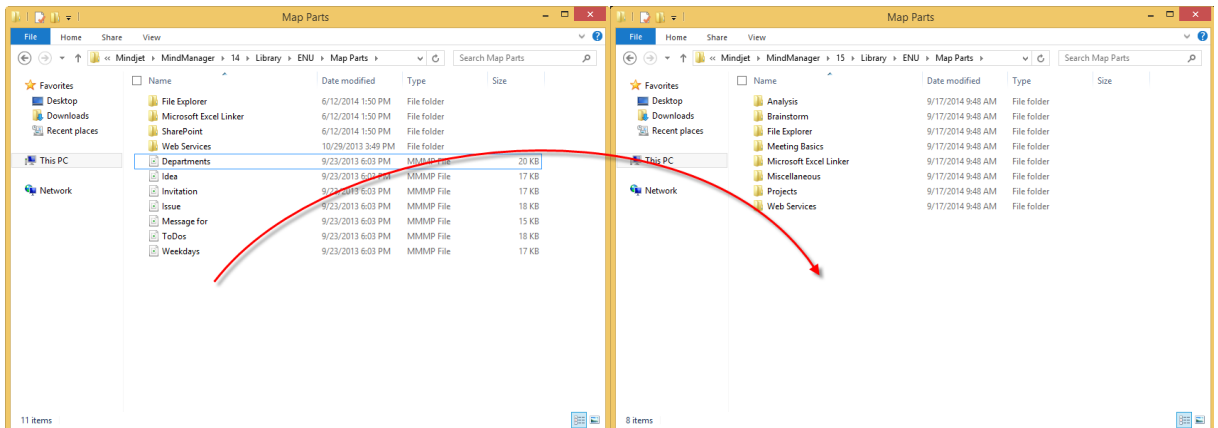 Map Parts
File Home Share View
« Mindjet MindManager 14 Library ENU Map Parts Search Map Parts
Name Date modified Type Size
Favorites
Desktop
Downloads
Recent places
This PC
Network
File Explorer 6/12/2014 1:50 PM File folder
Microsoft Excel Linker 6/12/2014 1:50 PM File folder
SharePoint 6/12/2014 1:50 PM File folder
Web Services 10/29/2013 3:49 PM File folder
Departments 9/23/2013 6:03 PM MMMP File 20 KB
Idea 9/23/2013 6:03 PM MMMP File 17 KB
Invitation 9/23/2013 6:03 PM MMMP File 17 KB
Issue 9/23/2013 6:03 PM MMMP File 18 KB
Message for 9/23/2013 6:03 PM MMMP File 15 KB
ToDos 9/23/2013 6:03 PM MMMP File 18 KB
Weekdays 9/23/2013 6:03 PM MMMP File 17 KB
11 items
Map Parts
File Home Share View
« Mindjet MindManager 15 Library ENU Map Parts Search Map Parts
Name Date modified Type Size
Favorites
Desktop
Downloads
Recent places
This PC
Network
Analysis 9/17/2014 9:48 AM File folder
Brainstorm 9/17/2014 9:48 AM File folder
File Explorer 9/17/2014 9:48 AM File folder
Meeting Basics 9/17/2014 9:48 AM File folder
Microsoft Excel Linker 9/17/2014 9:48 AM File folder
Miscellaneous 9/17/2014 9:48 AM File folder
Projects 9/17/2014 9:48 AM File folder
Web Services 9/17/2014 9:48 AM File folder
8 items